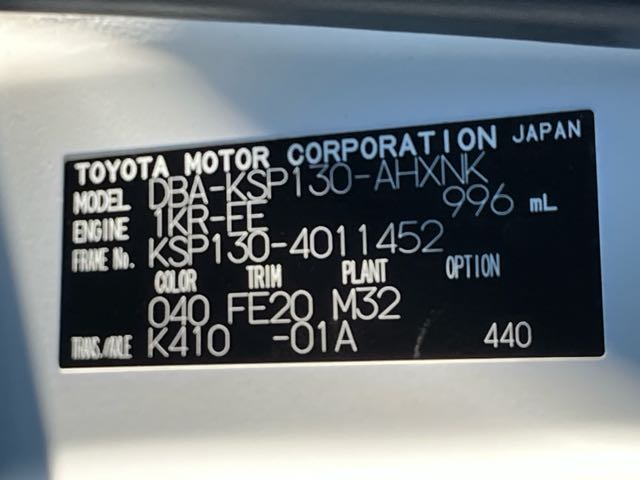 TOYOTA MOTOR CORPORATION JAPAN
MODEL DBA-KSP130-AHXNK
ENGINE 1KR-FE 996 mL
FRAME No. KSP130-4011452
COLOR TRIM PLANT OPTION
040 FE20 M32
TRANS./AXLE K410 -01A 440